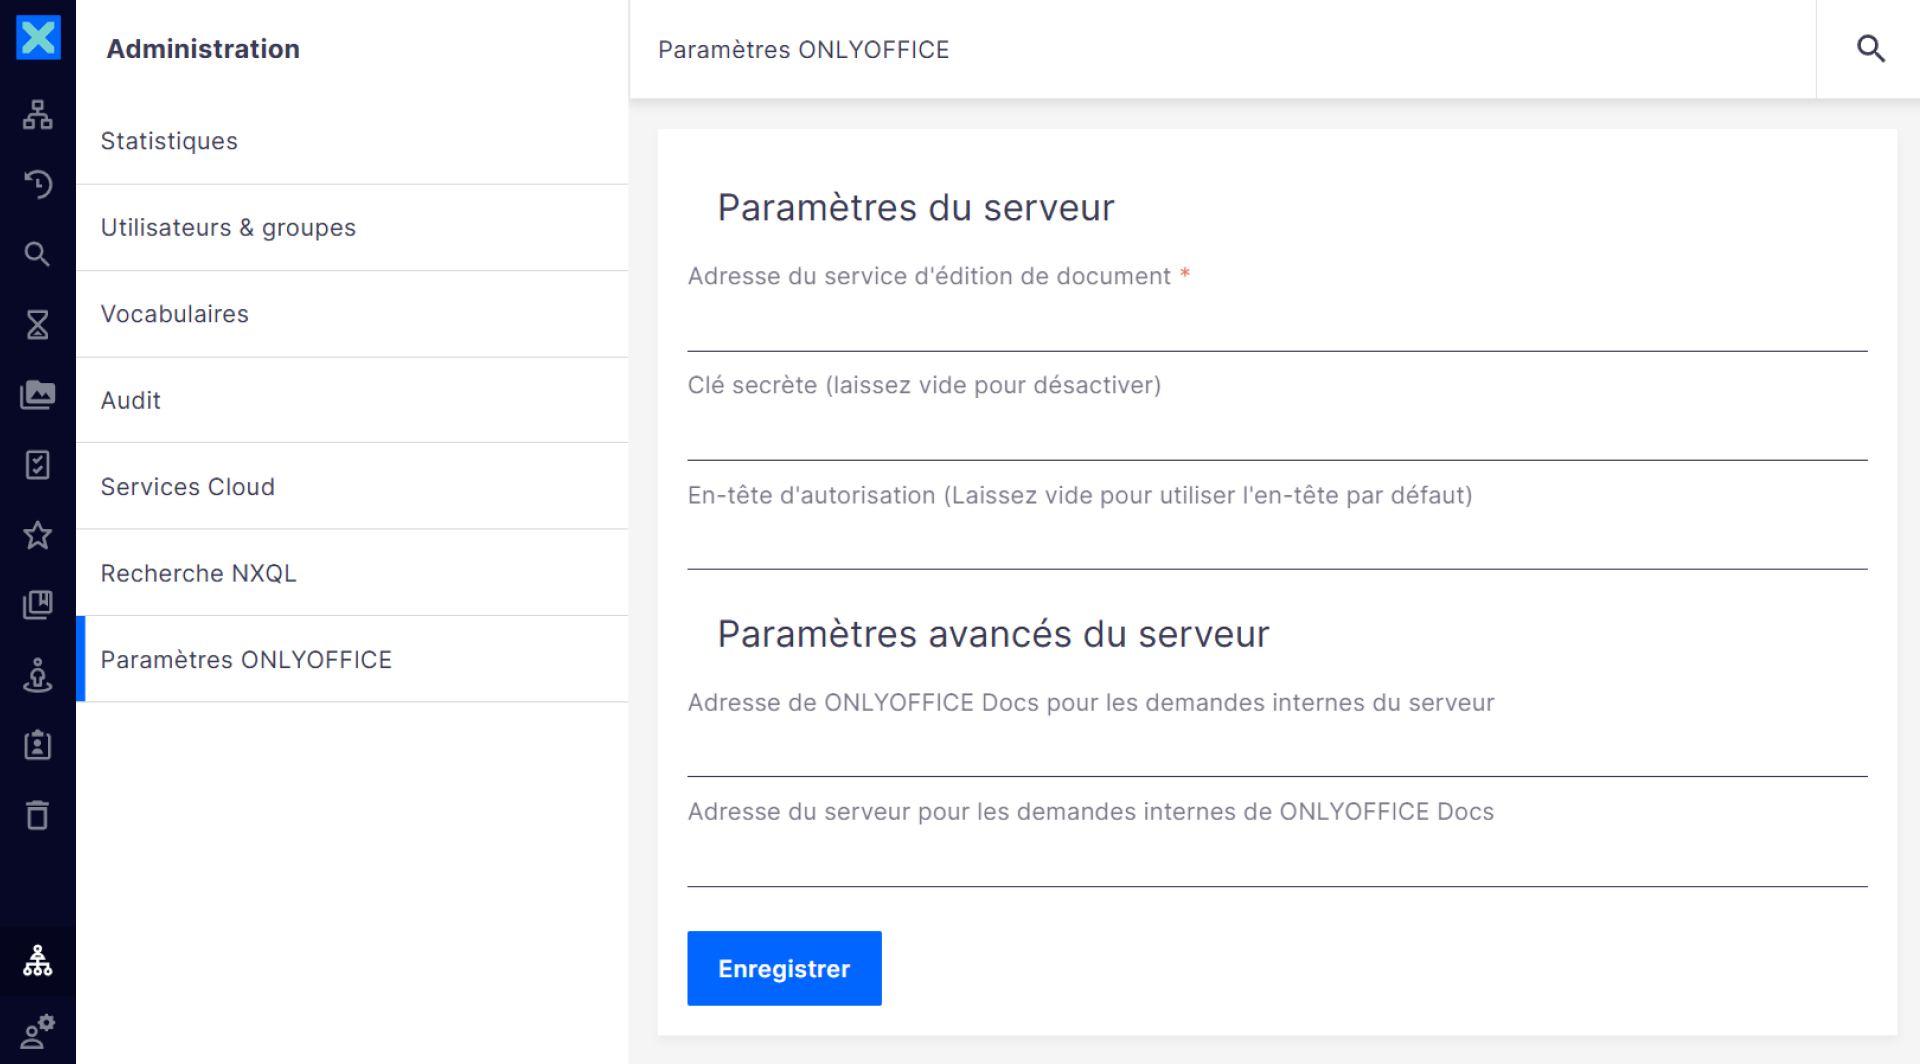 Administration
Statistiques
Utilisateurs & groupes
Vocabulaires
Audit
Services Cloud
Recherche NXQL
Paramètres ONLYOFFICE
Paramètres ONLYOFFICE
Paramètres du serveur
Adresse du service d'édition de document *
Clé secrète (laissez vide pour désactiver)
En-tête d'autorisation (Laissez vide pour utiliser l'en-tête par défaut)
Paramètres avancés du serveur
Adresse de ONLYOFFICE Docs pour les demandes internes du serveur
Adresse du serveur pour les demandes internes de ONLYOFFICE Docs
Enregistrer